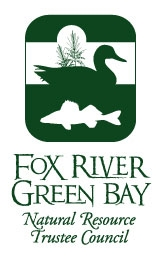 FOX RIVER
GREEN BAY
Natural Resource
Trustee Council